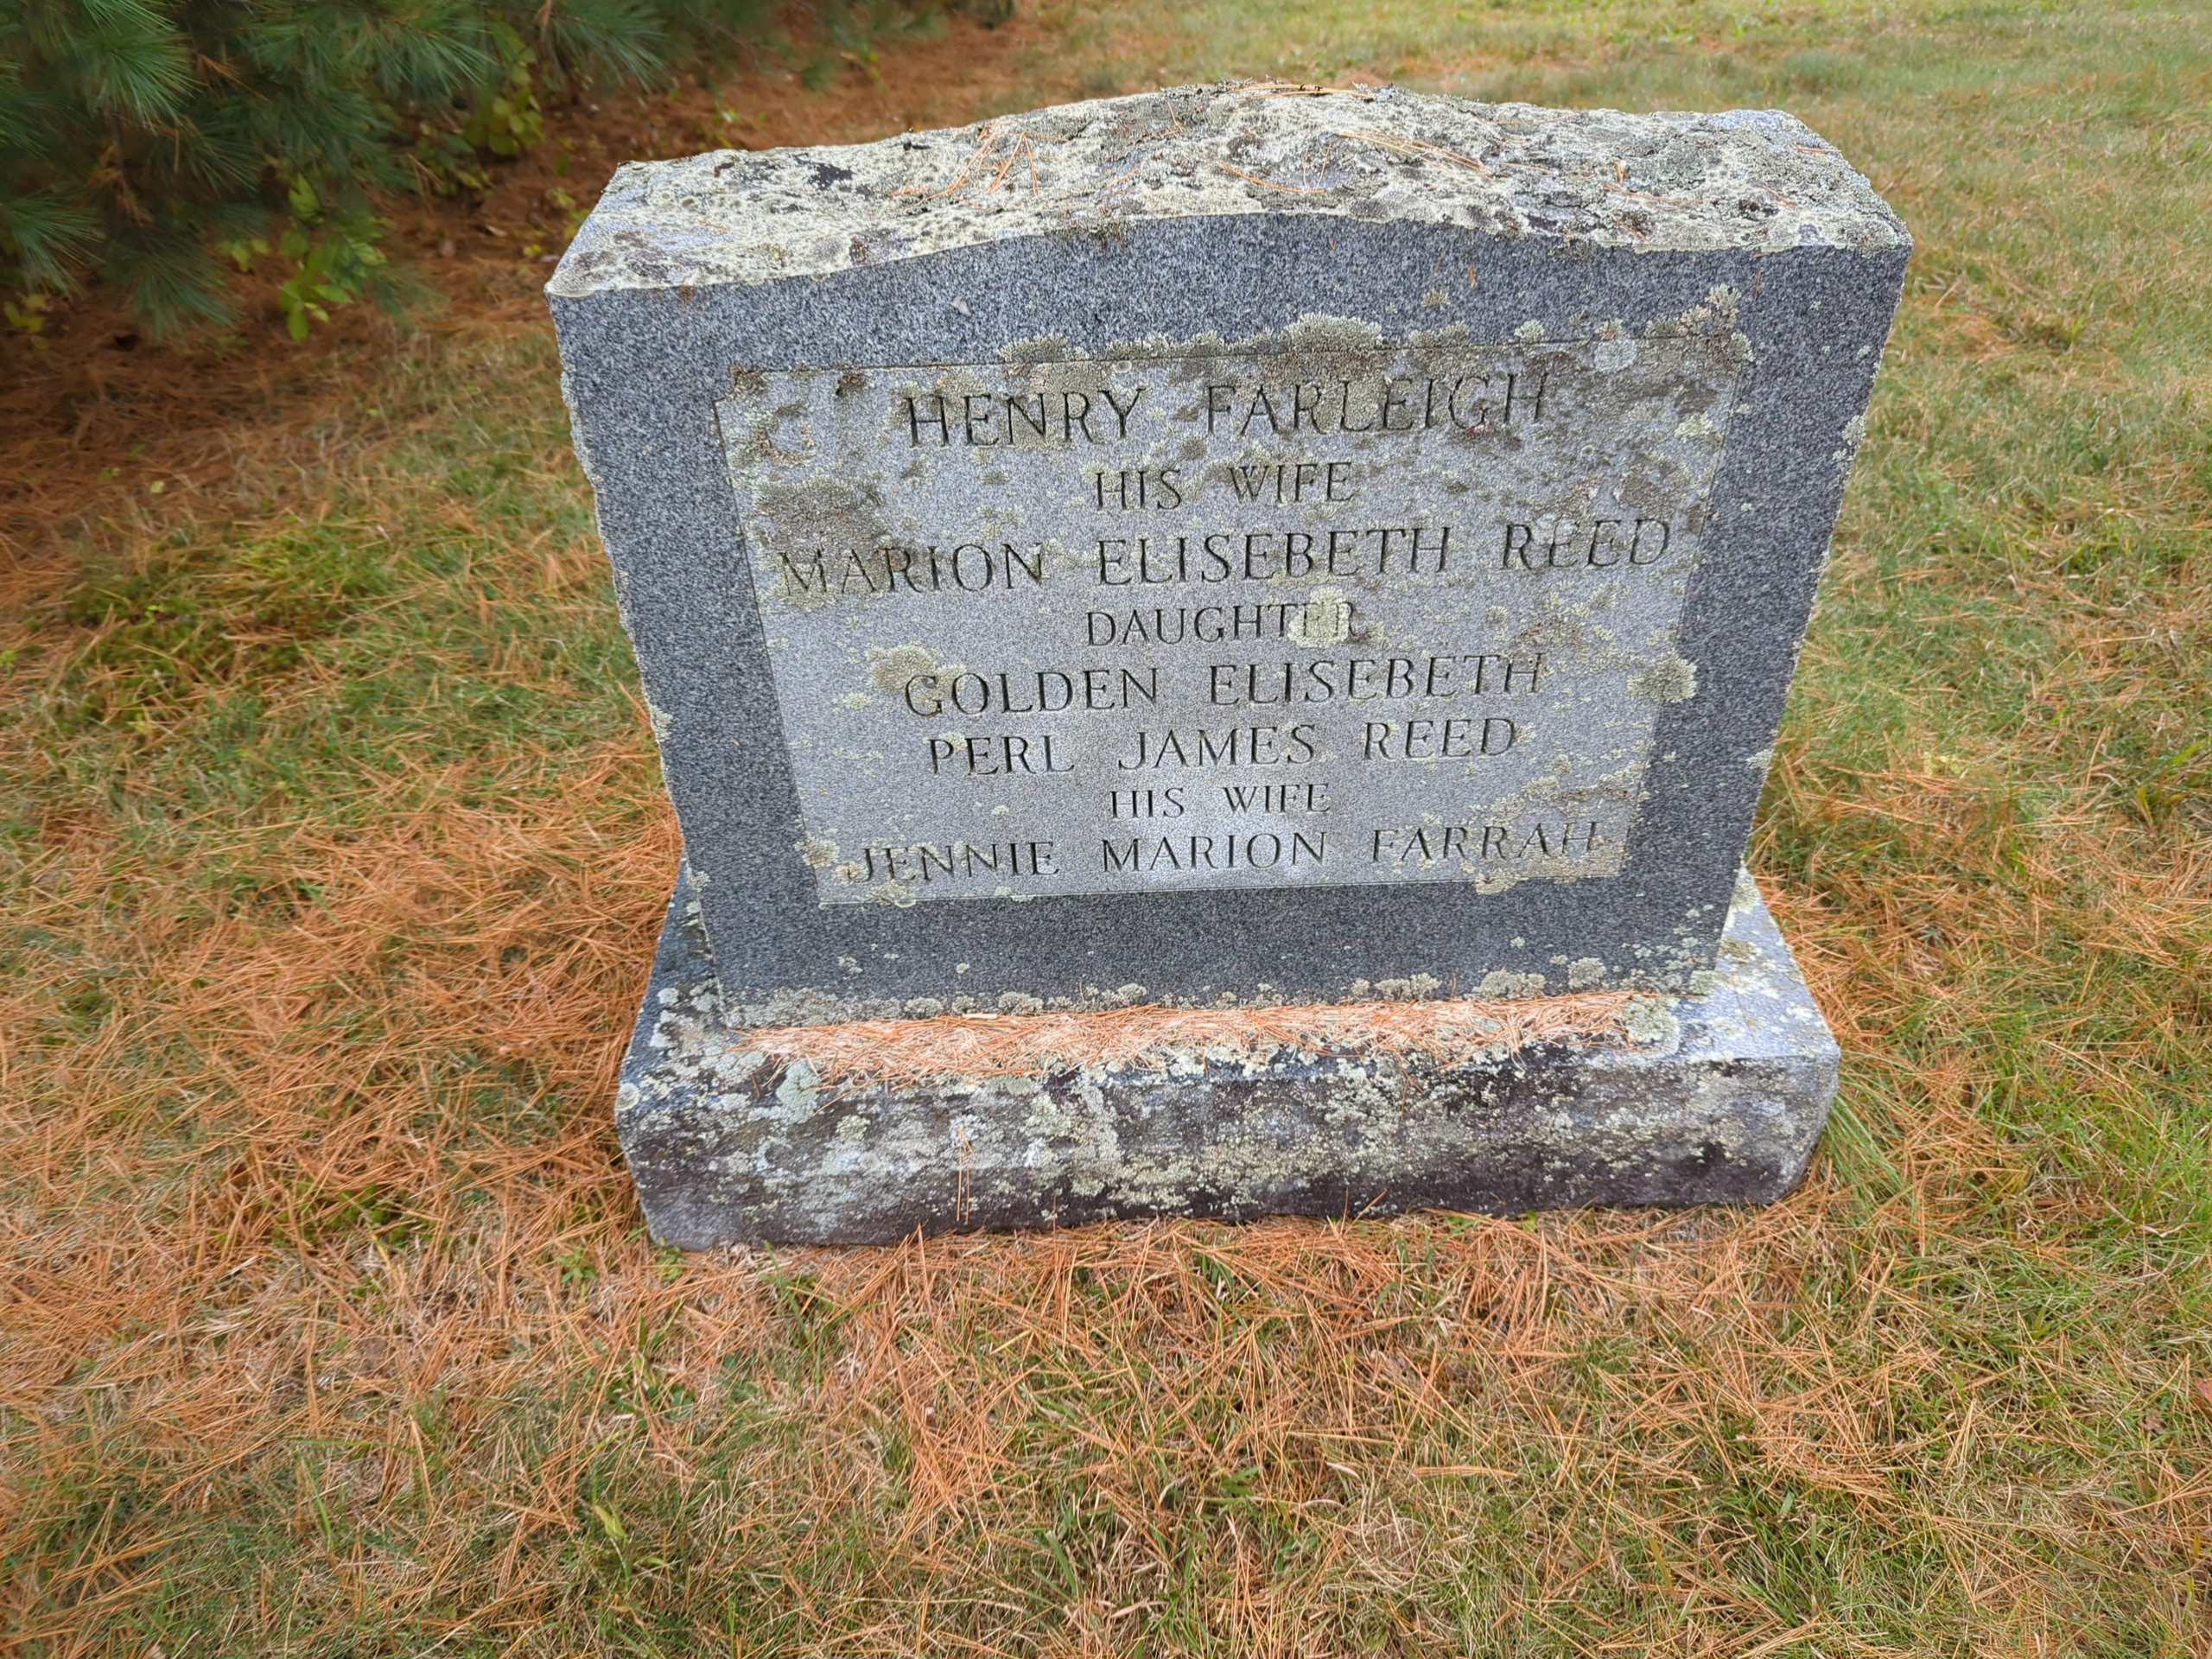 HENRY FARLEIGH
HIS WIFE
MARION ELISEBETH REED
DAUGHTER
GOLDEN ELISEBETH
PERL JAMES REED
HIS WIFE
JENNIE MARION FARRAH